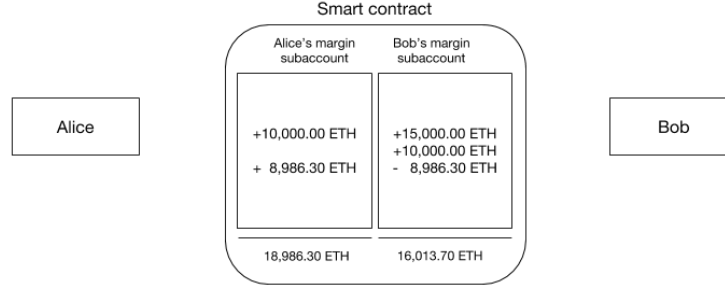 Smart contract
Alice's margin
subaccount
Bob's margin
subaccount
Alice
+10,000.00 ETH
+ 8,986.30 ETH
+15,000.00 ETH
+10,000.00 ETH
- 8,986.30 ETH
Bob
18,986.30 ETH
16,013.70 ETH